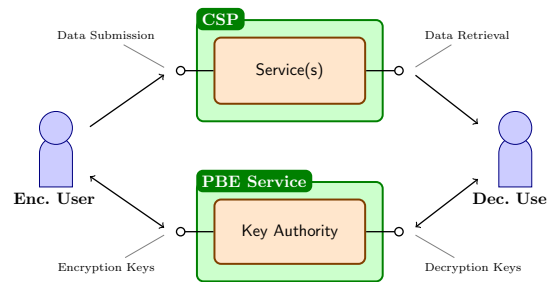 CSP
Data Submission
Data Retrieval
Service(s)
Enc. User
PBE Service
Dec. Use
Key Authority
Encryption Keys
Decryption Keys